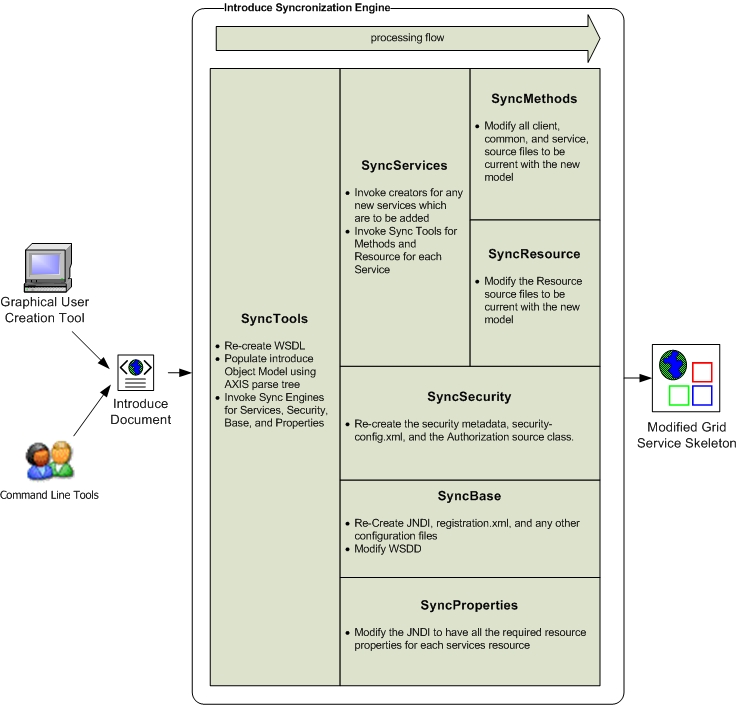 Introduce Syncronization Engine
processing flow
SyncTools
• Re-create WSDL
• Populate introduce
Object Model using
AXIS parse tree
• Invoke Sync Engines
for Services, Security,
Base, and Properties
SyncServices
• Invoke creators for any
new services which
are to be added
• Invoke Sync Tools for
Methods and
Resource for each
Service
SyncMethods
• Modify all client,
common, and service,
source files to be
current with the new
model
SyncResource
• Modify the Resource
source files to be
current with the new
model
SyncSecurity
• Re-create the security metadata, security-
config.xml, and the Authorization source class.
SyncBase
• Re-Create JNDI, registration.xml, and any other
configuration files
• Modify WSDD
SyncProperties
• Modify the JNDI to have all the required resource
properties for each services resource
Graphical User
Creation Tool
Introduce
Document
Command Line Tools
Modified Grid
Service Skeleton